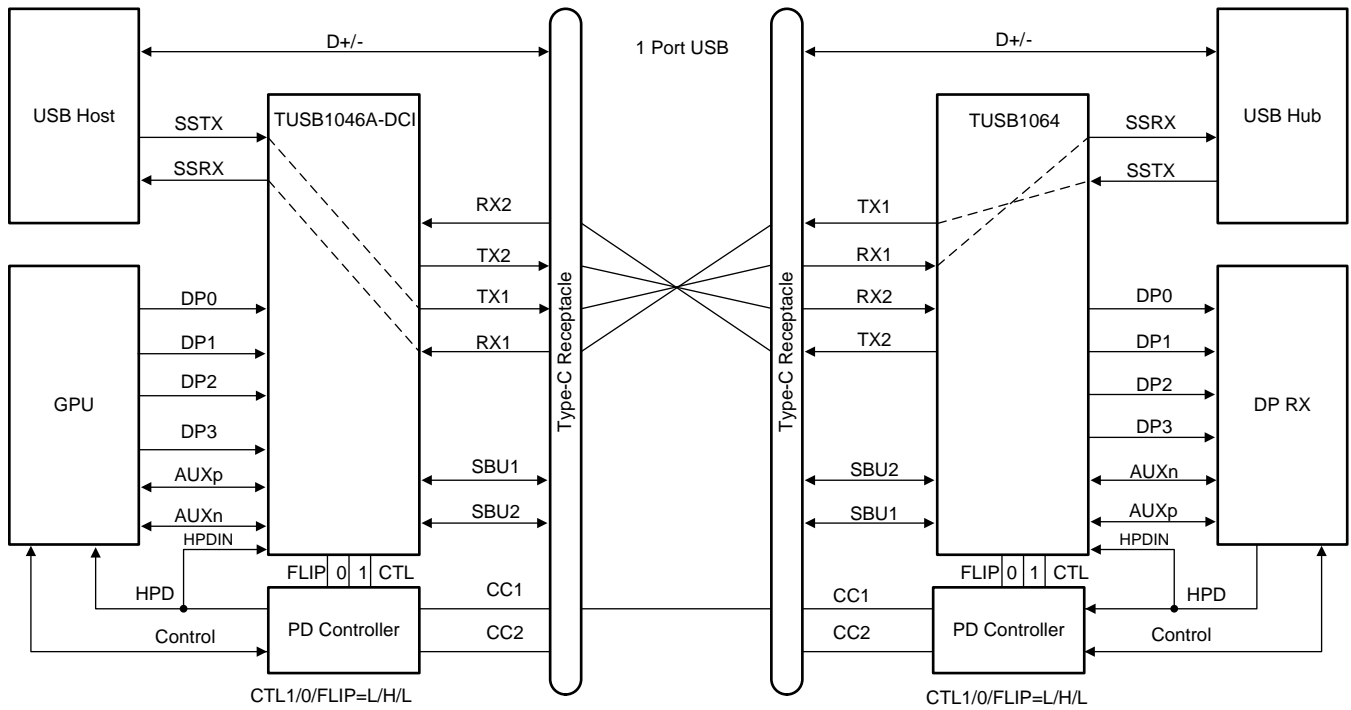 D+/-
1 Port USB
D+/-
USB Host
TUSB1046A-DCI
TUSB1064
USB Hub
SSTX
SSRX
SSRX
SSTX
RX2
TX2
TX1
RX1
TX1
RX1
RX2
TX2
Type-C Receptacle
Type-C Receptacle
GPU
DP0
DP1
DP2
DP3
AUXp
AUXn
HPDIN
SBU1
SBU2
SBU2
SBU1
DP0
DP1
DP2
DP3
AUXn
AUXp
HPDIN
DP RX
FLIP 0 1 CTL
FLIP 0 1 CTL
HPD
Control
PD Controller
CC1
CC2
CC1
CC2
PD Controller
HPD
Control
CTL1/0/FLIP=L/H/L
CTL1/0/FLIP=L/H/L